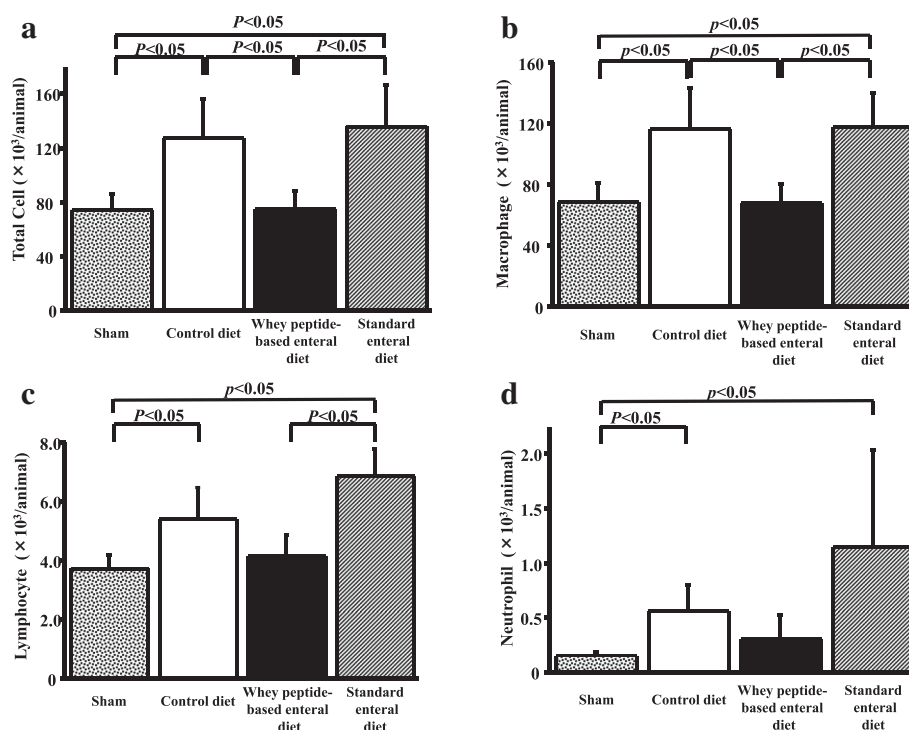 a
P<0.05
P<0.05 P<0.05 P<0.05
Total Cell (×10³/animal)
160
120
80
40
0
Sham Control diet Whey peptide-based enteral diet Standard enteral diet
b
p<0.05
p<0.05 p<0.05 p<0.05
Macrophage (×10³/animal)
160
120
80
40
0
Sham
Control diet
Whey peptide-
based enteral
diet
Standard
enteral
diet
c
p<0.05
P<0.05 P<0.05
Lymphocyte (×10³/animal)
8.0
6.0
4.0
2.0
0
Sham
Control diet
Whey peptide-
based enteral
diet
Standard
enteral
diet
d
p<0.05
P<0.05
Neutrophil (×10³/animal)
2.0
1.5
1.0
0.5
0
Sham
Control diet
Whey peptide-
based enteral
diet
Standard
enteral
diet